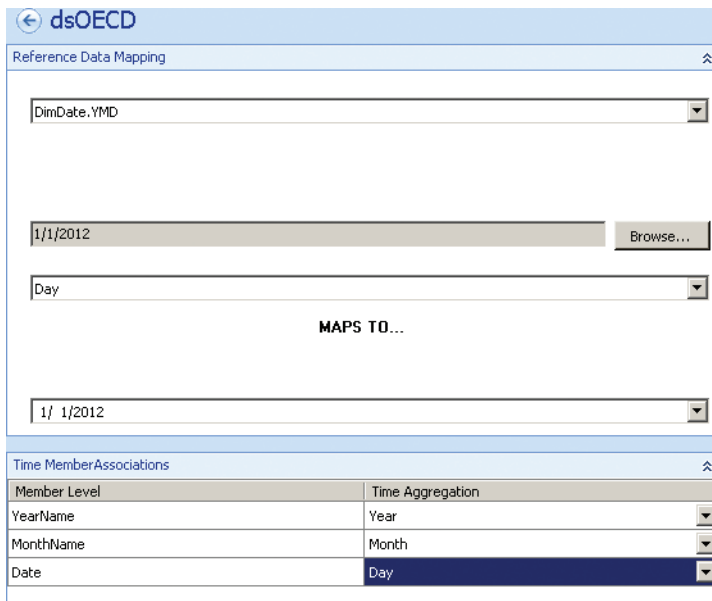 dsOECD
Reference Data Mapping
DimDate.YMD
1/1/2012 Browse...
Day
MAPS TO...
1/ 1/2012
Time MemberAssociations
Member Level Time Aggregation
YearName Year
MonthName Month
Date Day